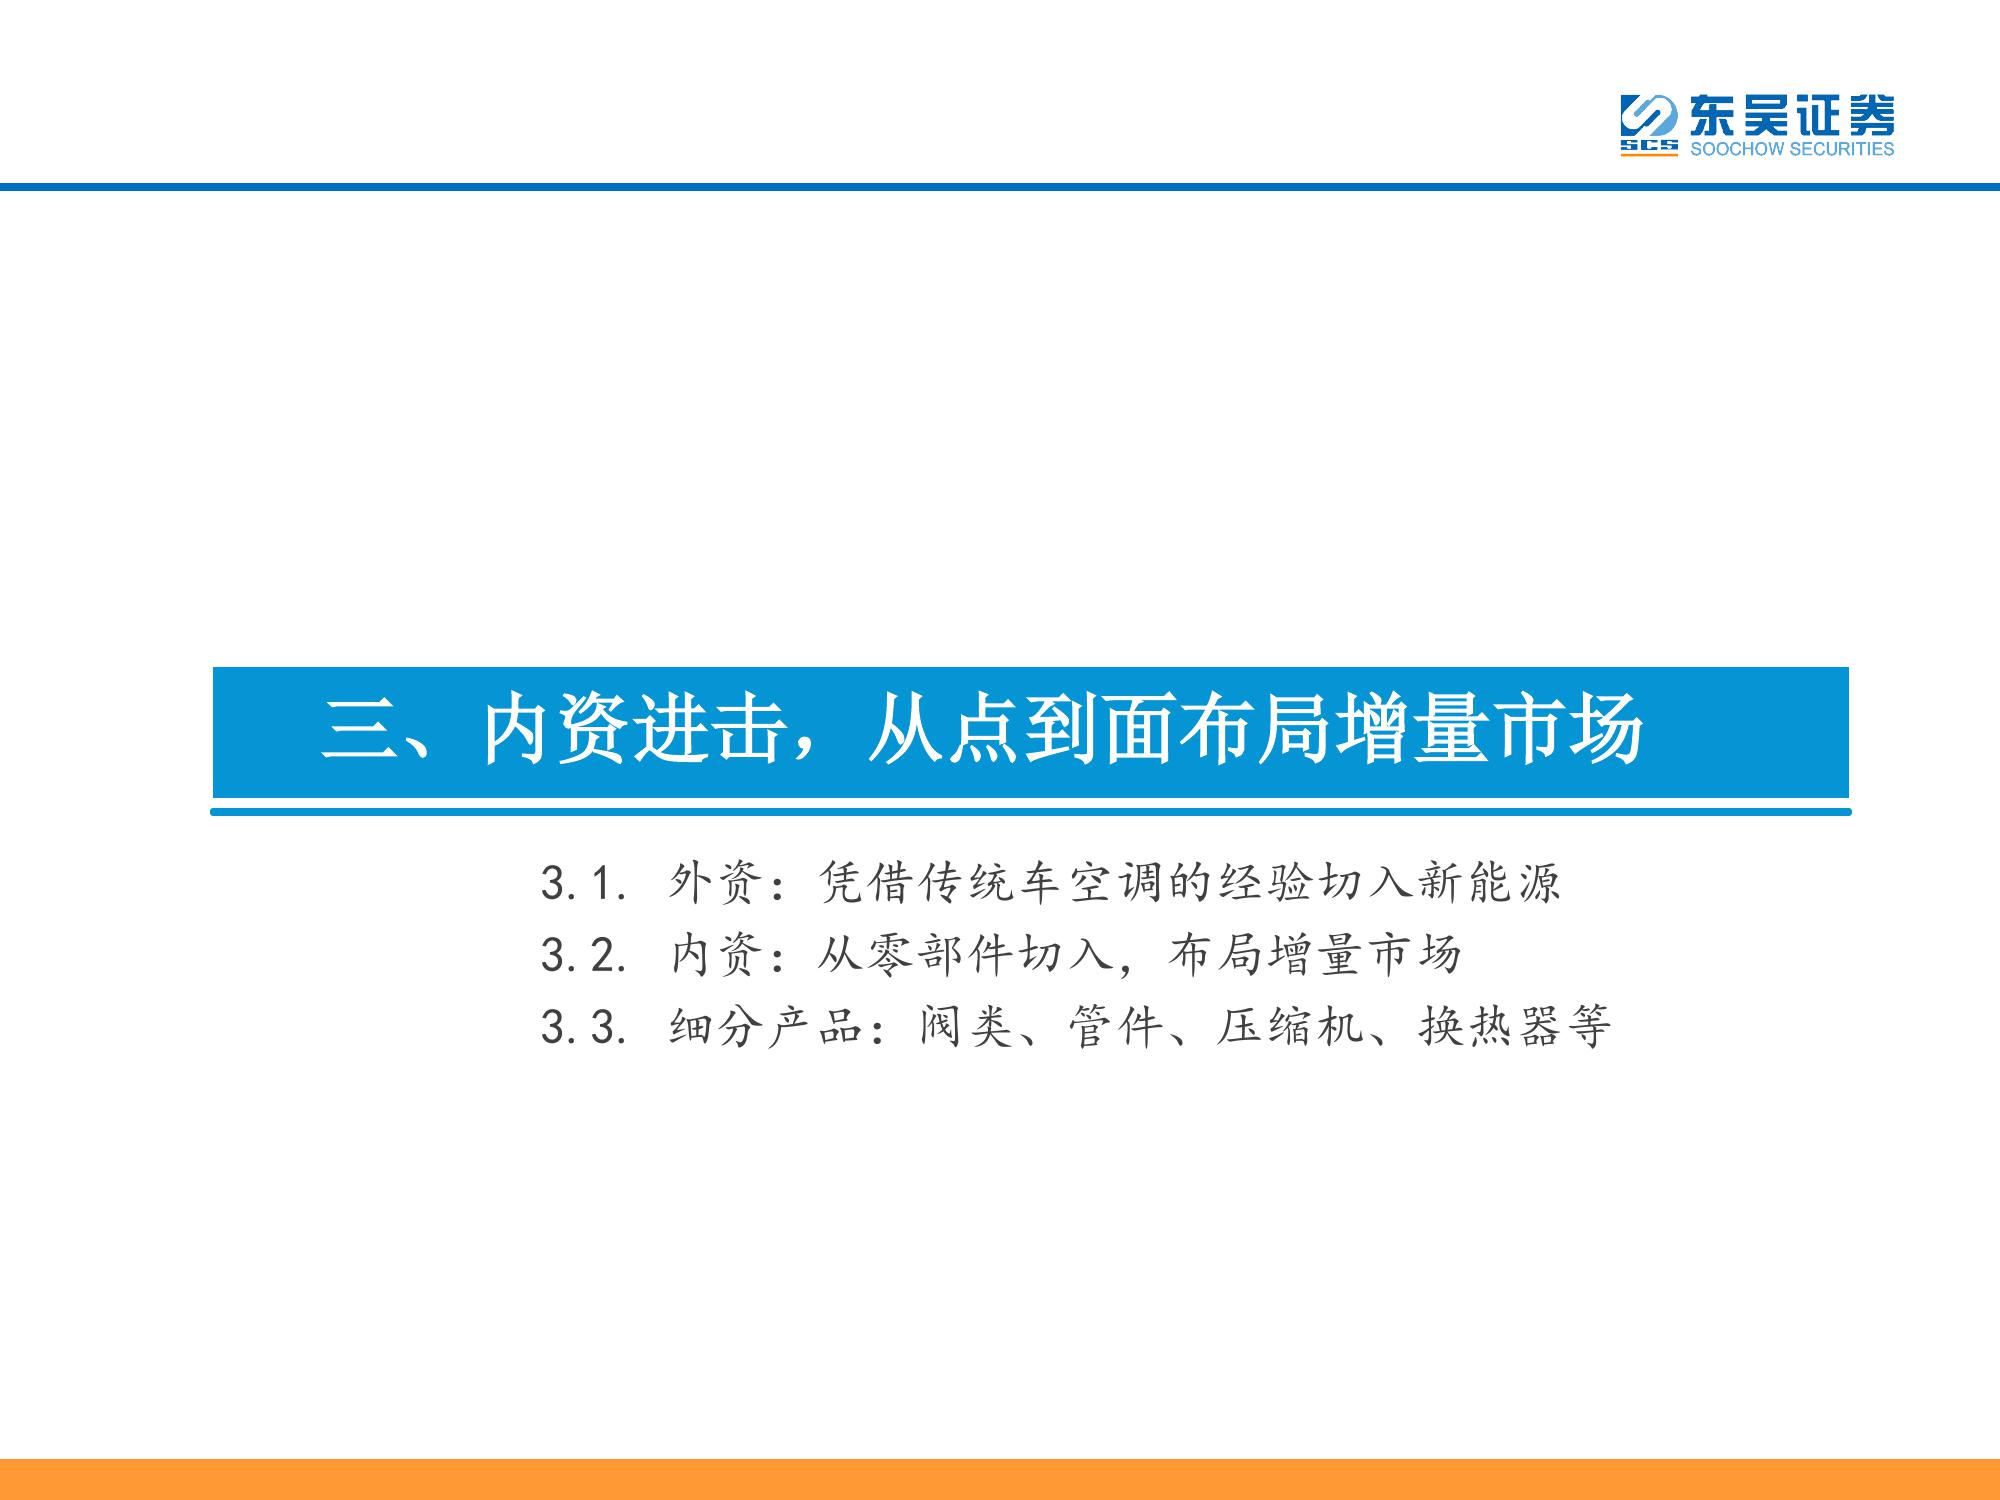 东吴证券
SCS
SOOCHOW SECURITIES
三、内资进击，从点到面布局增量市场
3.1. 外资：凭借传统车空调的经验切入新能源
3.2. 内资：从零部件切入，布局增量市场
3.3. 细分产品：阀类、管件、压缩机、换热器等